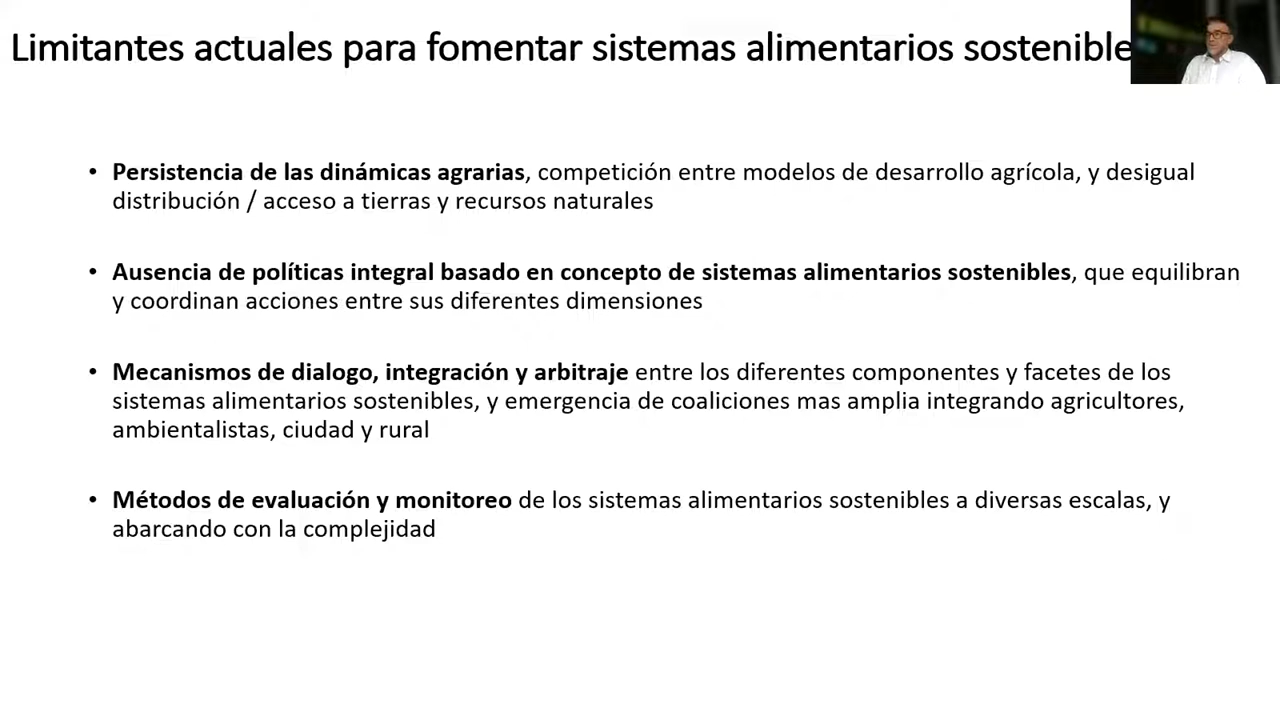 Limitantes actuales para fomentar sistemas alimentarios sostenible
• Persistencia de las dinámicas agrarias, competición entre modelos de desarrollo agrícola, y desigual
distribución / acceso a tierras y recursos naturales
• Ausencia de políticas integral basado en concepto de sistemas alimentarios sostenibles, que equilibran
y coordinan acciones entre sus diferentes dimensiones
• Mecanismos de dialogo, integración y arbitraje entre los diferentes componentes y facetes de los
sistemas alimentarios sostenibles, y emergencia de coaliciones mas amplia integrando agricultores,
ambientalistas, ciudad y rural
• Métodos de evaluación y monitoreo de los sistemas alimentarios sostenibles a diversas escalas, y
abarcando con la complejidad